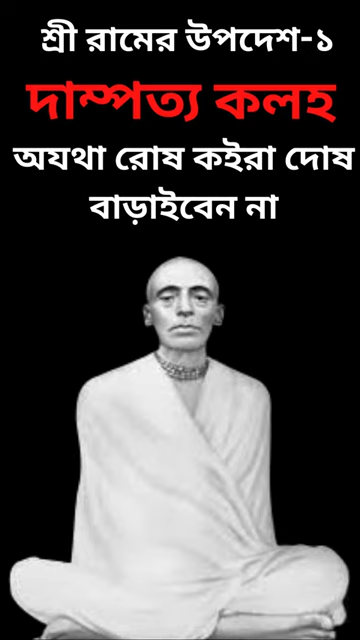 শ্রী রামের উপদেশ-১
দাম্পত্য কলহ
অযথা রোষ কইরা দোষ
বাড়াইবেন না